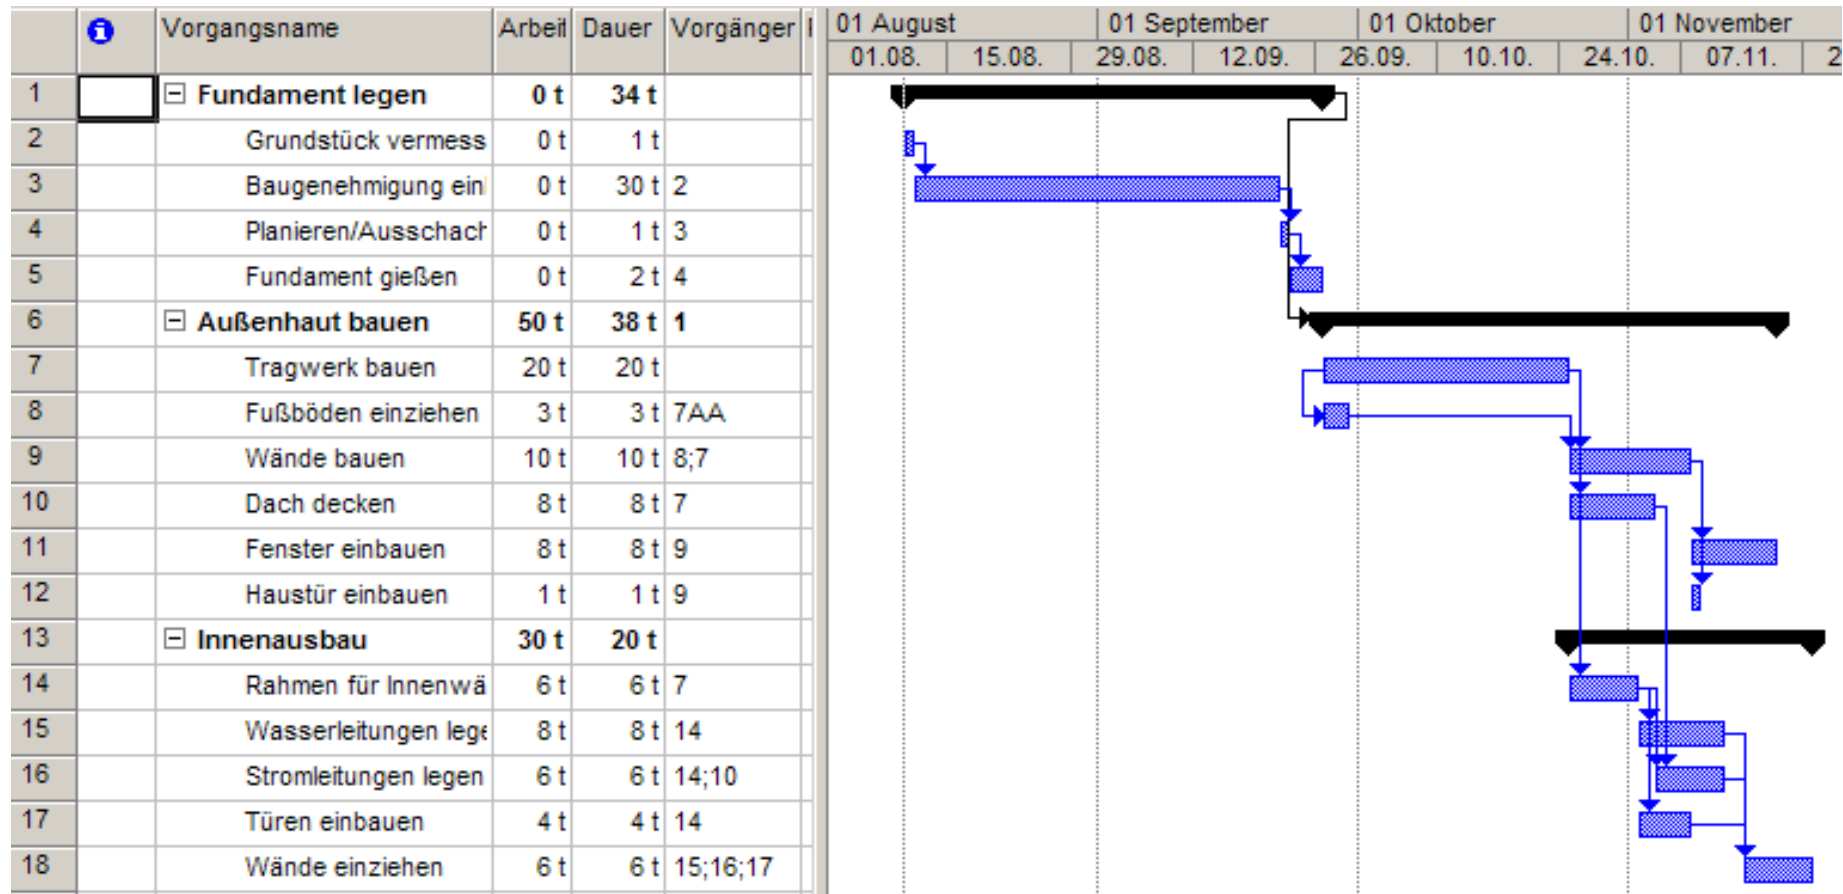 Vorgangsname Arbeit Dauer Vorgänger 01 August 01 September 01 Oktober 01 November
01.08. 15.08. 29.08. 12.09. 26.09. 10.10. 24.10. 07.11. 2
1 Fundament legen 0 t 34 t
2 Grundstück vermess 0 t 1 t
3 Baugenehmigung ein 0 t 30 t 2
4 Planieren/Ausschach 0 t 1 t 3
5 Fundament gießen 0 t 2 t 4
6 Außenhaut bauen 50 t 38 t 1
7 Tragwerk bauen 20 t 20 t
8 Fußböden einziehen 3 t 3 t 7AA
9 Wände bauen 10 t 10 t 8;7
10 Dach decken 8 t 8 t 7
11 Fenster einbauen 8 t 8 t 9
12 Haustür einbauen 1 t 1 t 9
13 Innenausbau 30 t 20 t
14 Rahmen für Innenwä 6 t 6 t 7
15 Wasserleitungen lege 8 t 8 t 14
16 Stromleitungen legen 6 t 6 t 14;10
17 Türen einbauen 4 t 4 t 14
18 Wände einziehen 6 t 6 t 15;16;17